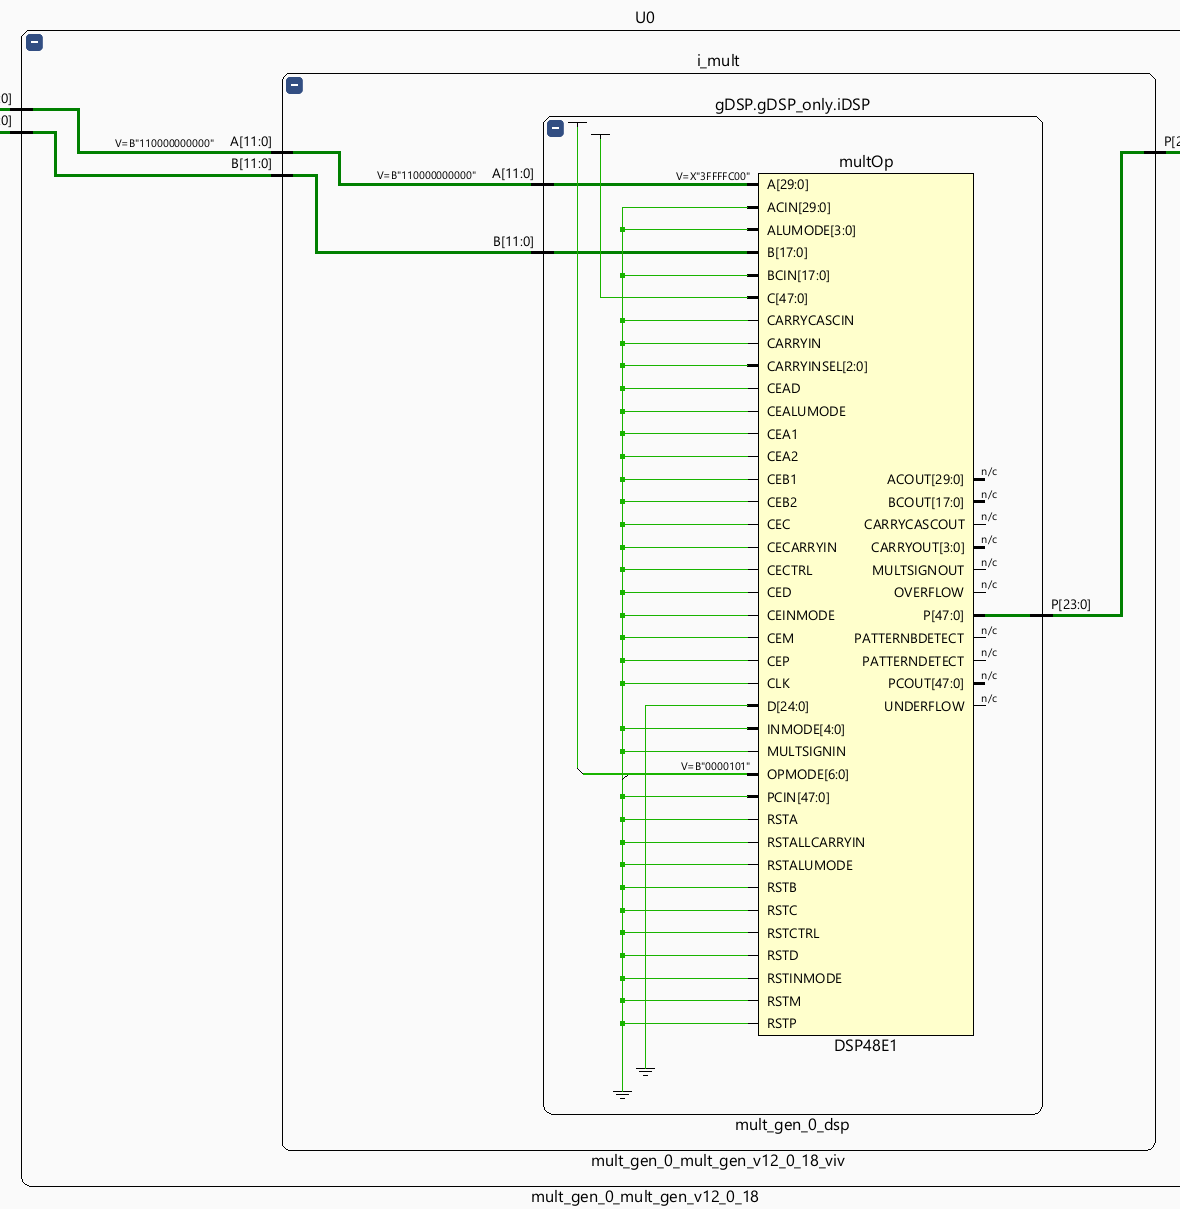 U0
i_mult
0]
gDSP.gDSP_only.iDSP
0]
V=B"110000000000" A[11:0]
P[2
B[11:0]
multOp
V=B"110000000000" A[11:0]
V=X"3FFFFC00"
A[29:0]
ACIN[29:0]
ALUMODE[3:0]
B[11:0]
B[17:0]
BCIN[17:0]
C[47:0]
CARRYCASCIN
CARRYIN
CARRYINSEL[2:0]
CEAD
CEALUMODE
CEA1
CEA2
CEB1 ACOUT[29:0] n/c
CEB2 BCOUT[17:0] n/c
CEC CARRYCASCOUT n/c
CECARRYIN CARRYOUT[3:0] n/c
CECTRL MULTSIGNOUT n/c
CED OVERFLOW n/c
CEINMODE P[47:0] P[23:0]
CEM PATTERNBDETECT n/c
CEP PATTERNDETECT n/c
CLK PCOUT[47:0] n/c
D[24:0] UNDERFLOW n/c
INMODE[4:0]
MULTSIGNIN
V=B"0000101" OPMODE[6:0]
PCIN[47:0]
RSTA
RSTALLCARRYIN
RSTALUMODE
RSTB
RSTC
RSTCTRL
RSTD
RSTINMODE
RSTM
RSTP
DSP48E1
mult_gen_0_dsp
mult_gen_0_mult_gen_v12_0_18_viv
mult_gen_0_mult_gen_v12_0_18